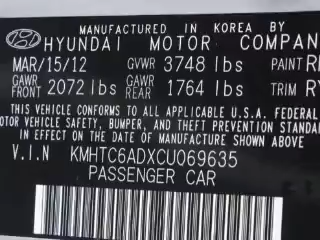 MANUFACTURED IN KOREA BY
HYUNDAI MOTOR COMPAN
MAR/15/12 GVWR 3748 lbs PAINT R
GAWR FRONT 2072 lbs GAWR REAR 1764 lbs TRIM RY
THIS VEHICLE CONFORMS TO ALL APPLICABLE U.S.A. FEDERAL
MOTOR VEHICLE SAFETY, BUMPER, AND THEFT PREVENTION STANDARDS
IN EFFECT ON THE DATE OF MANUFACTURE SHOWN ABOVE.
V.I.N KMHTC6ADXCU069635
PASSENGER CAR